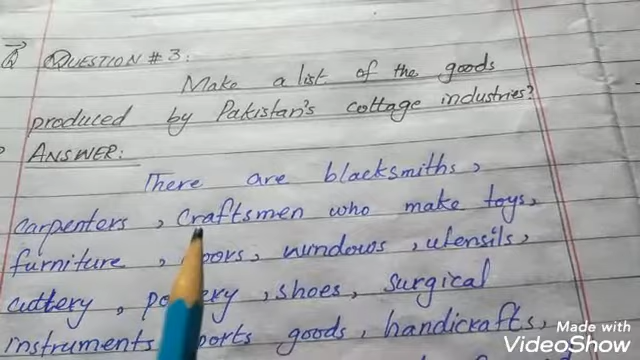 Q QUESTION # 3:
Make a list of the goods
produced by Pakistan's cottage industries?
ANSWER:
There are blacksmiths,
carpenters, craftsmen who make toys,
furniture, windows, utensils,
cuttery, shoes, surgical
instruments goods, handicrafts,
Made with
VideoShow